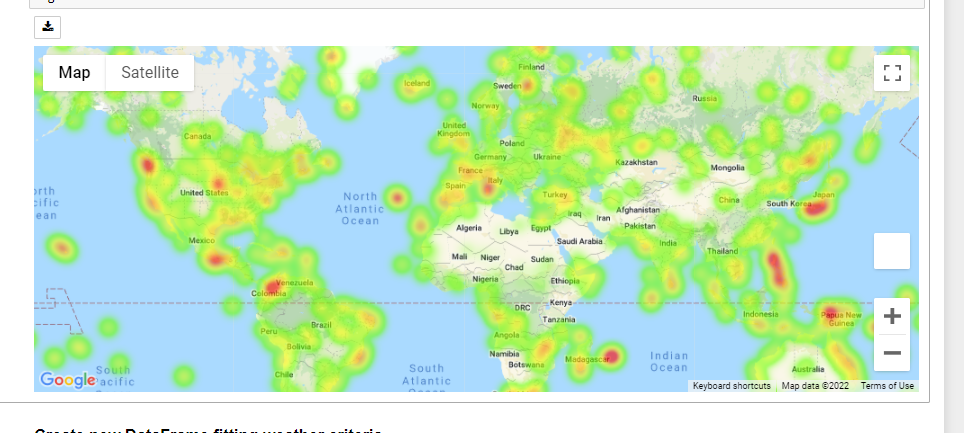 Map
Satellite
Iceland
Finland
Sweden
Norway
Russia
Canada
United
Kingdom
Poland
Germany
Ukraine
France
Italy
Spain
Kazakhstan
Mongolia
United States
North
Atlantic
Ocean
Turkey
China
South Korea
Japan
Afghanistan
Iraq
Iran
Pakistan
Algeria
Libya
Egypt
Saudi Arabia
India
Thailand
Mexico
Mali
Niger
Chad
Sudan
Nigeria
Ethiopia
Venezuela
Colombia
DRC
Kenya
Tanzania
Indonesia
Papua New
Guinea
Brazil
Peru
Bolivia
Angola
Namibia
Botswana
Madagascar
Indian
Ocean
Australia
Chile
South
Atlantic
Ocean
South
Google
Keyboard shortcuts
Map data ©2022
Terms of Use
Create new DataFrame fitting weather criteria